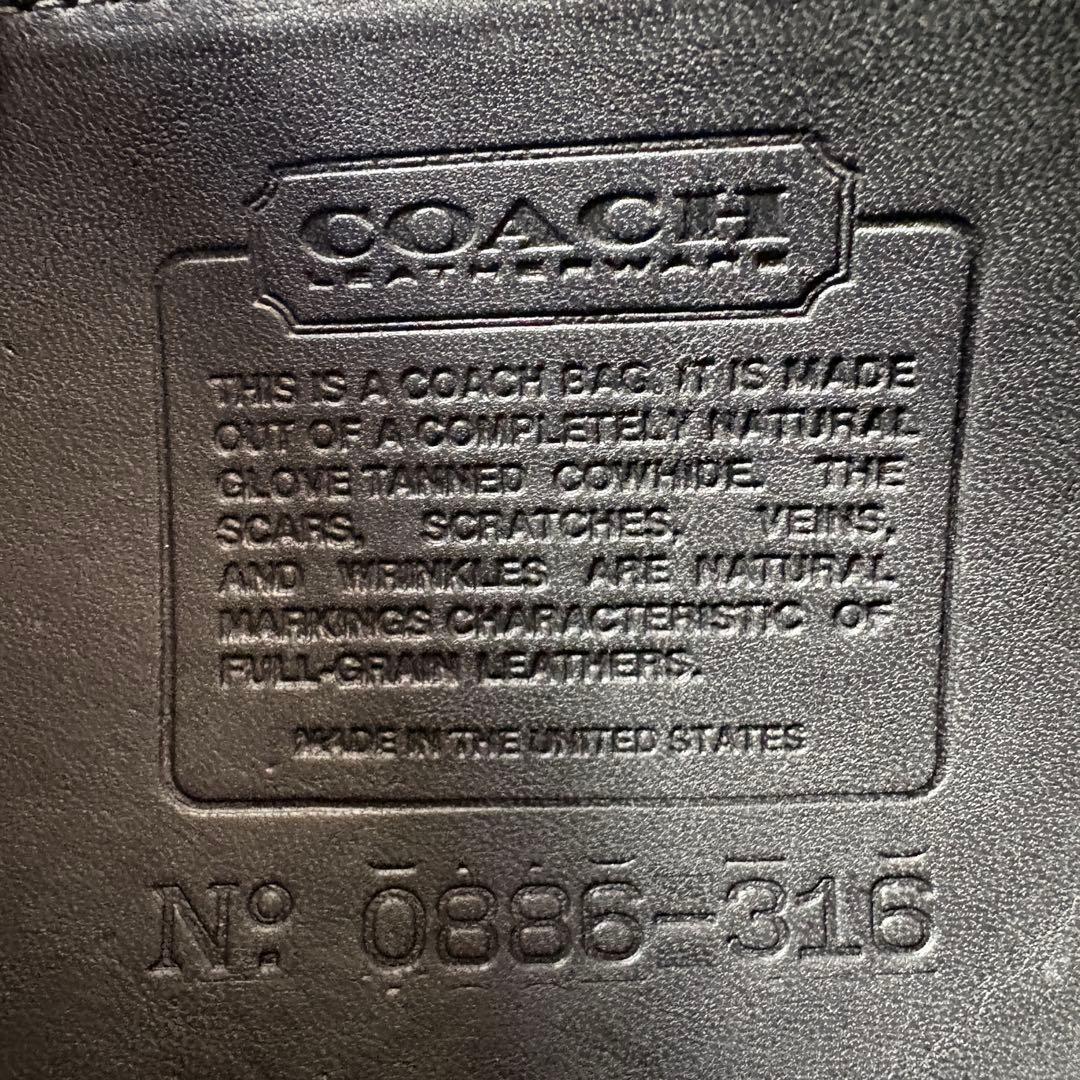 COACH
LEATHERWARE
THIS IS A COACH BAG. IT IS MADE
OUT OF A COMPLETELY NATURAL
GLOVE TANNED COWHIDE. THE
SCARS, SCRATCHES, VEINS,
AND WRINKLES ARE NATURAL
MARKINGS CHARACTERISTIC OF
FULL-GRAIN LEATHERS.
MADE IN THE UNITED STATES
Nº. 0886-316